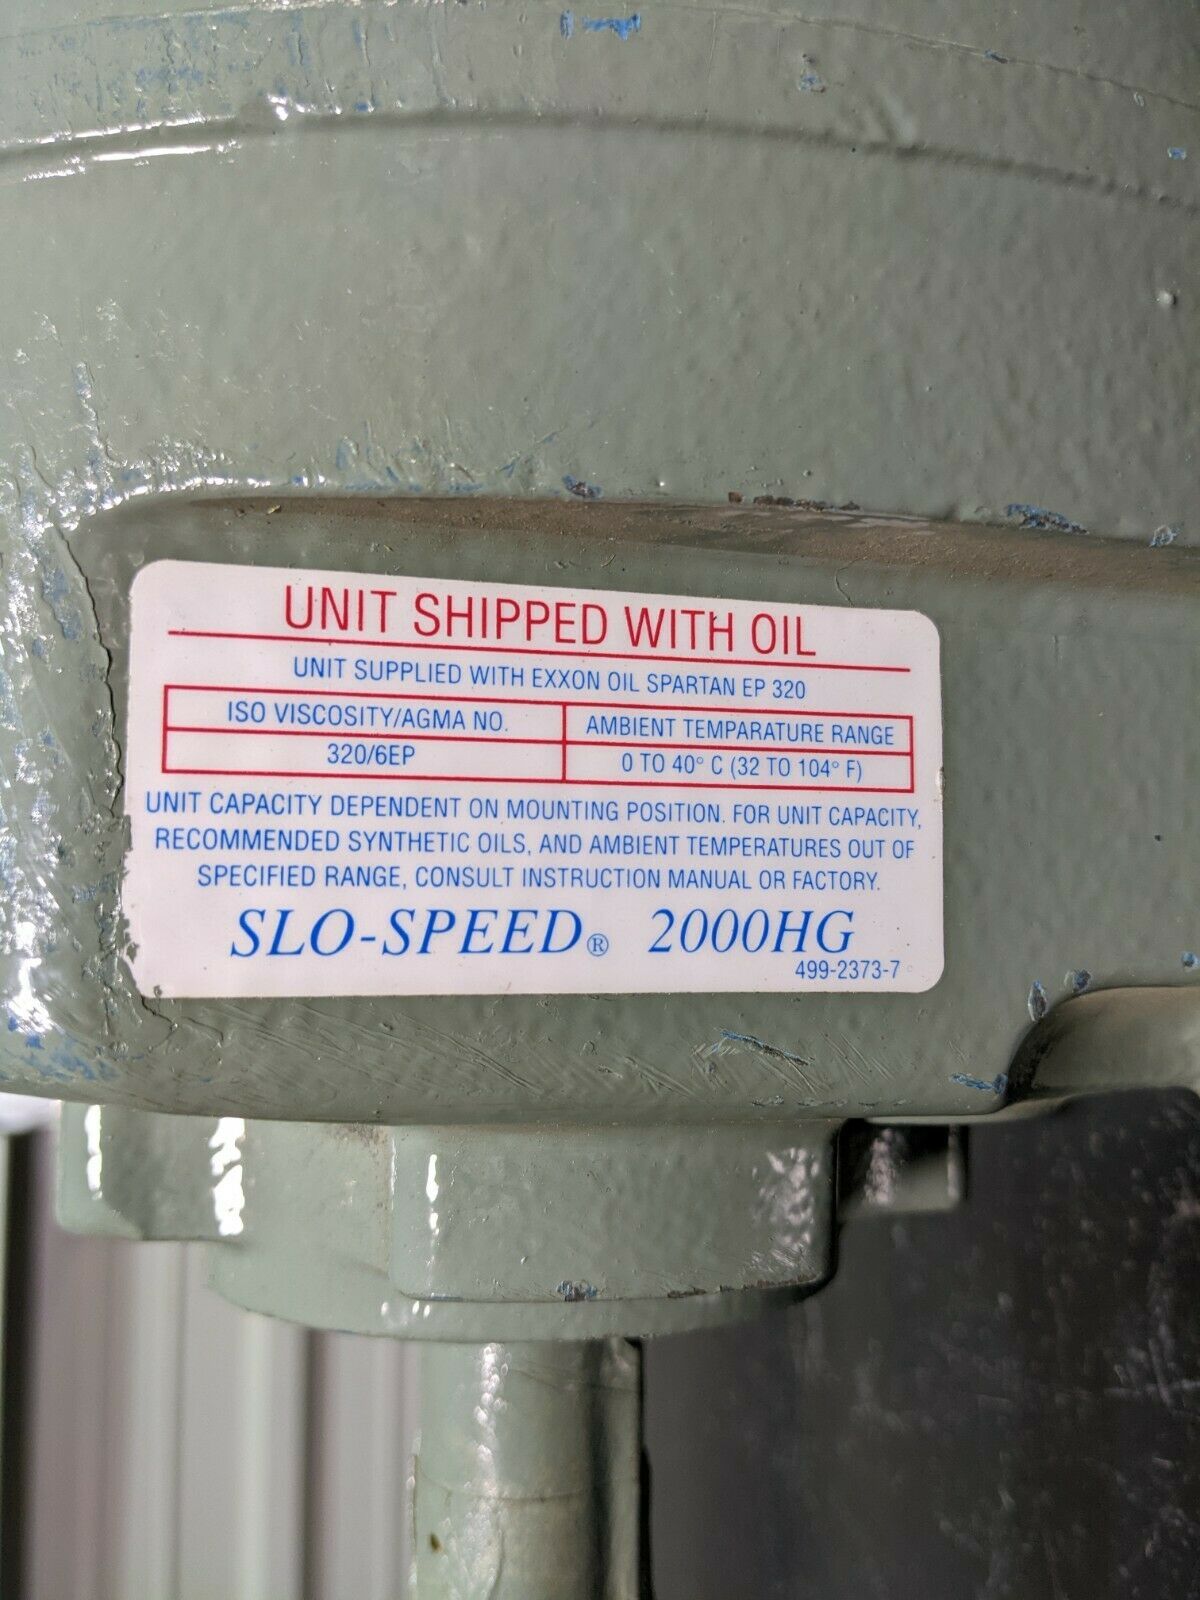 UNIT SHIPPED WITH OIL
UNIT SUPPLIED WITH EXXON OIL SPARTAN EP 320
ISO VISCOSITY/AGMA NO. AMBIENT TEMPARATURE RANGE
320/6EP 0 TO 40° C (32 TO 104° F)
UNIT CAPACITY DEPENDENT ON MOUNTING POSITION. FOR UNIT CAPACITY,
RECOMMENDED SYNTHETIC OILS, AND AMBIENT TEMPERATURES OUT OF
SPECIFIED RANGE, CONSULT INSTRUCTION MANUAL OR FACTORY.
SLO-SPEED® 2000HG
499-2373-7